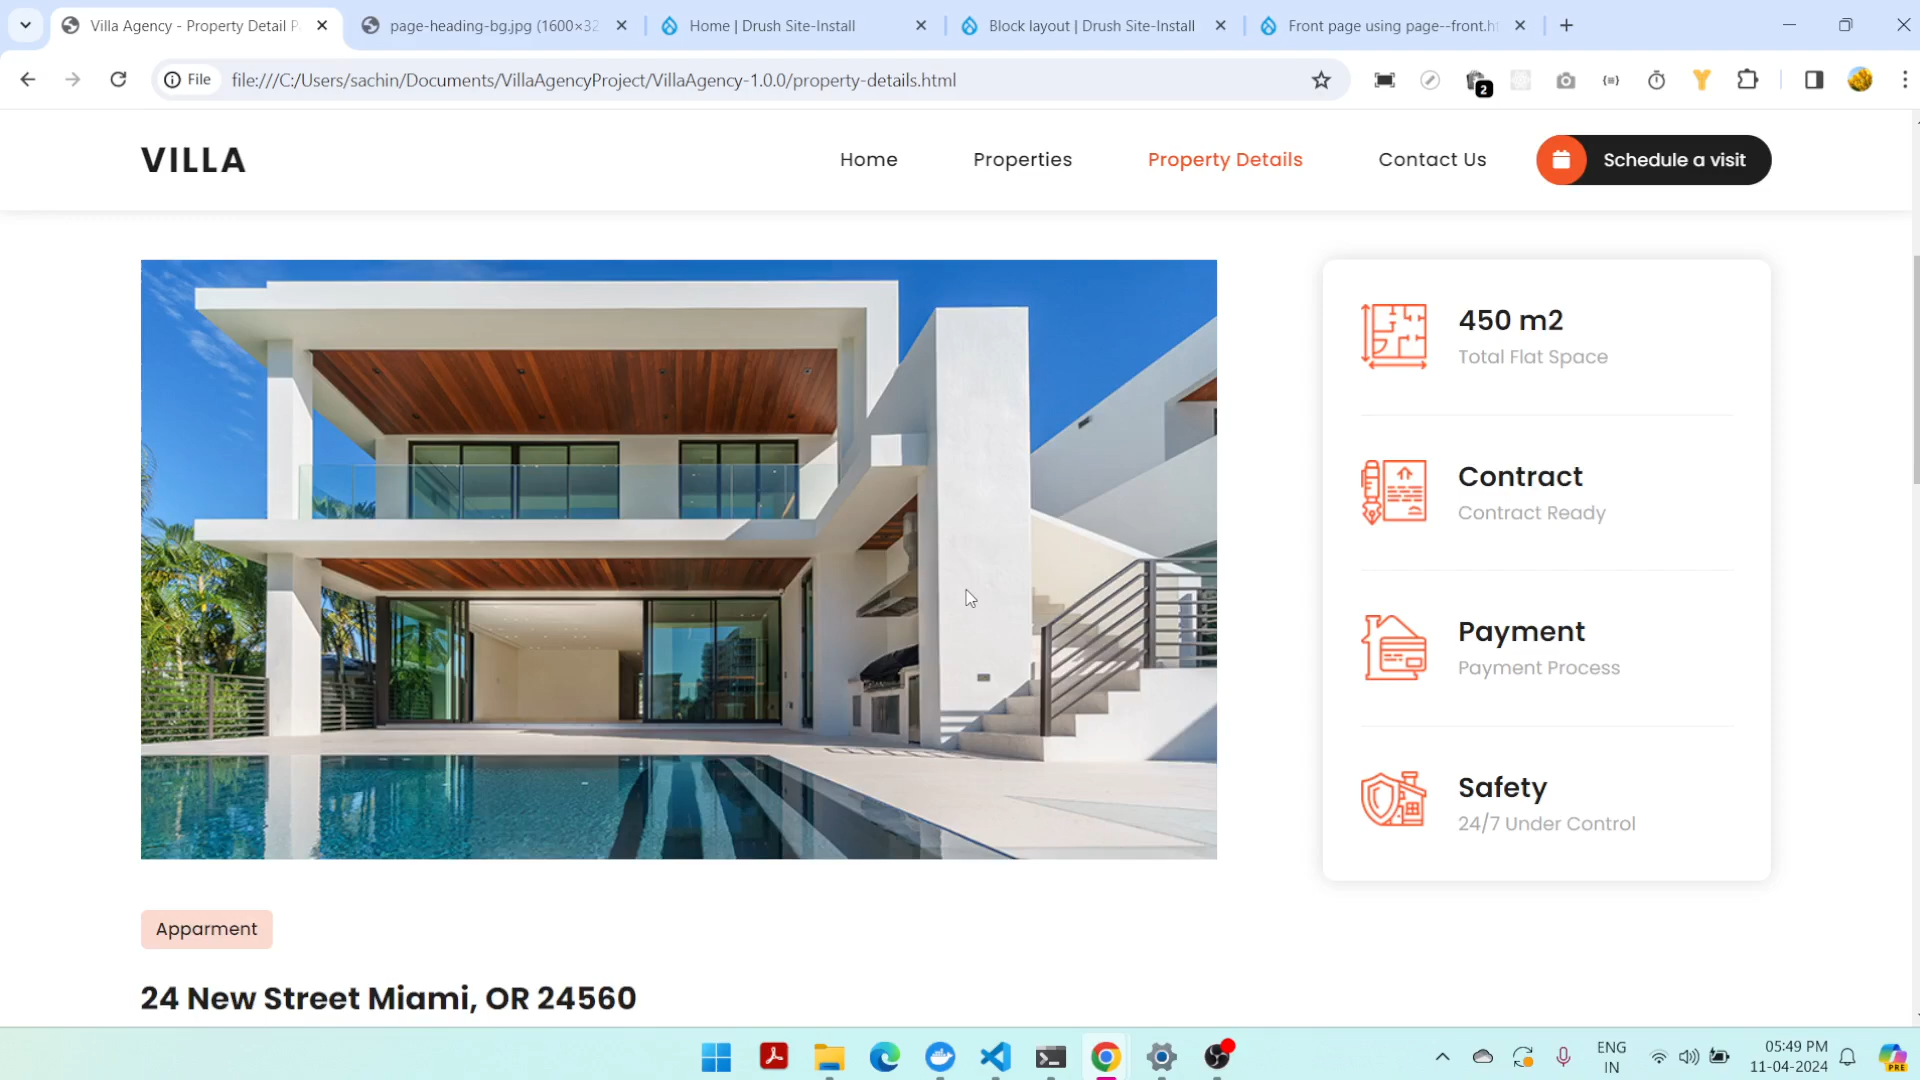 Villa Agency - Property Detail P
page-heading-bg.jpg (1600×32
Home | Drush Site-Install
Block layout | Drush Site-Install
Front page using page--front.ht
File
file:///C:/Users/sachin/Documents/VillaAgencyProject/VillaAgency-1.0.0/property-details.html
2
VILLA
Home
Properties
Property Details
Contact Us
Schedule a visit
450 m2
Total Flat Space
Contract
Contract Ready
Payment
Payment Process
Safety
24/7 Under Control
Apparment
24 New Street Miami, OR 24560
ENG
IN
05:49 PM
11-04-2024
PRE